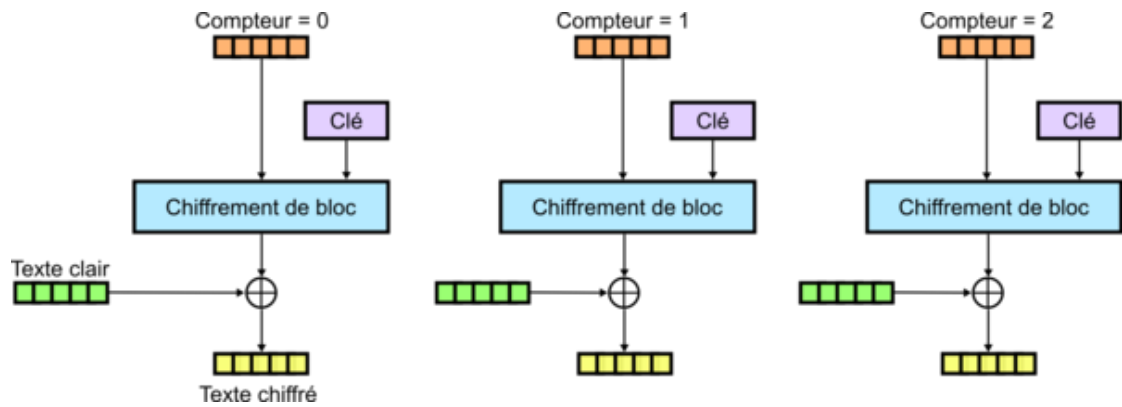 Compteur = 0
Compteur = 1
Compteur = 2
Clé
Clé
Clé
Chiffrement de bloc
Chiffrement de bloc
Chiffrement de bloc
Texte clair
Texte chiffré